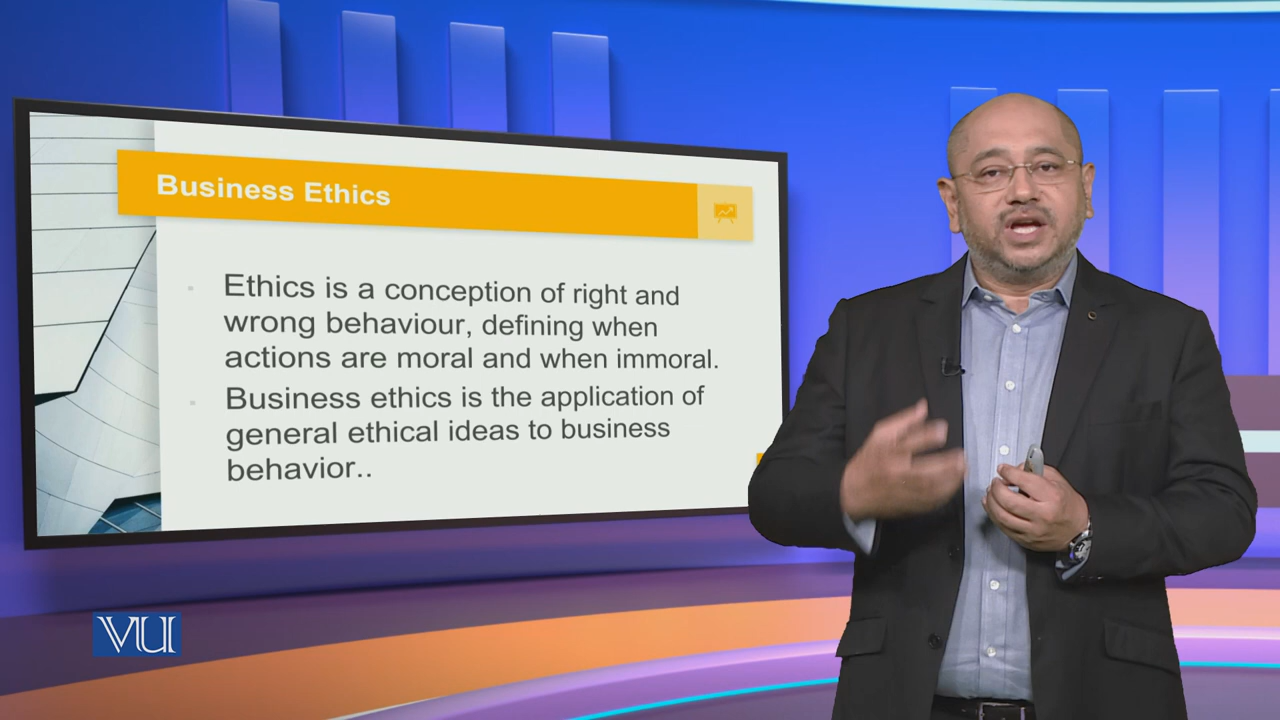 Business Ethics
Ethics is a conception of right and
wrong behaviour, defining when
actions are moral and when immoral.
Business ethics is the application of
general ethical ideas to business
behavior..
VU